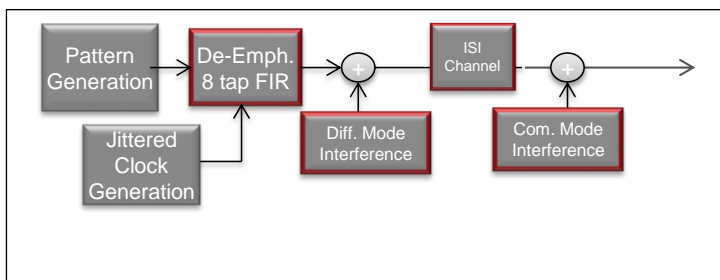 Pattern
Generation
De-Emph.
8 tap FIR
+
ISI
Channel
+
Jittered
Clock
Generation
Diff. Mode
Interference
Com. Mode
Interference